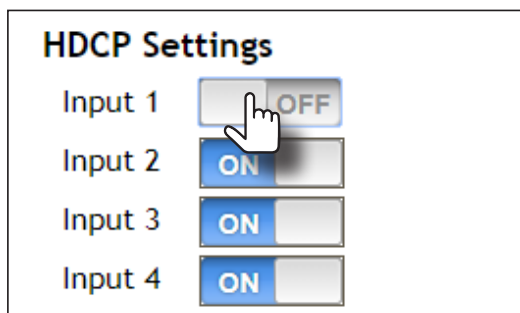 HDCP Settings
Input 1 OFF
Input 2 ON
Input 3 ON
Input 4 ON